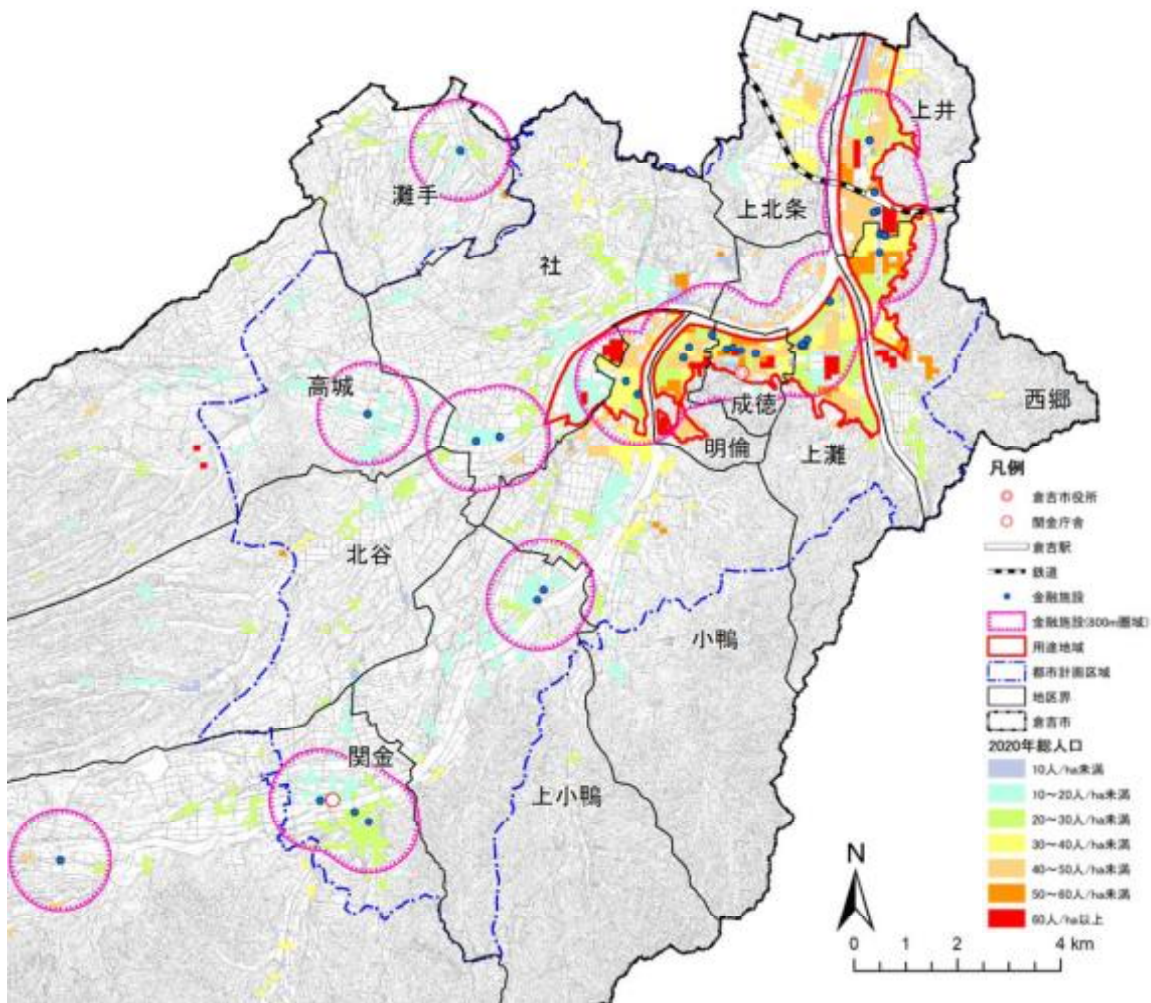 上井
灘手
上北条
社
高城
成徳
西郷
明倫
上灘
北谷
小鴨
関金
上小鴨
凡例
倉吉市役所
関金庁舎
倉吉駅
鉄道
金融施設
金融施設(800m圏域)
用途地域
都市計画区域
地区界
倉吉市
2020年総人口
10人/ha未満
10～20人/ha未満
20～30人/ha未満
30～40人/ha未満
40～50人/ha未満
50～60人/ha未満
60人/ha以上
N
0 1 2 4 km